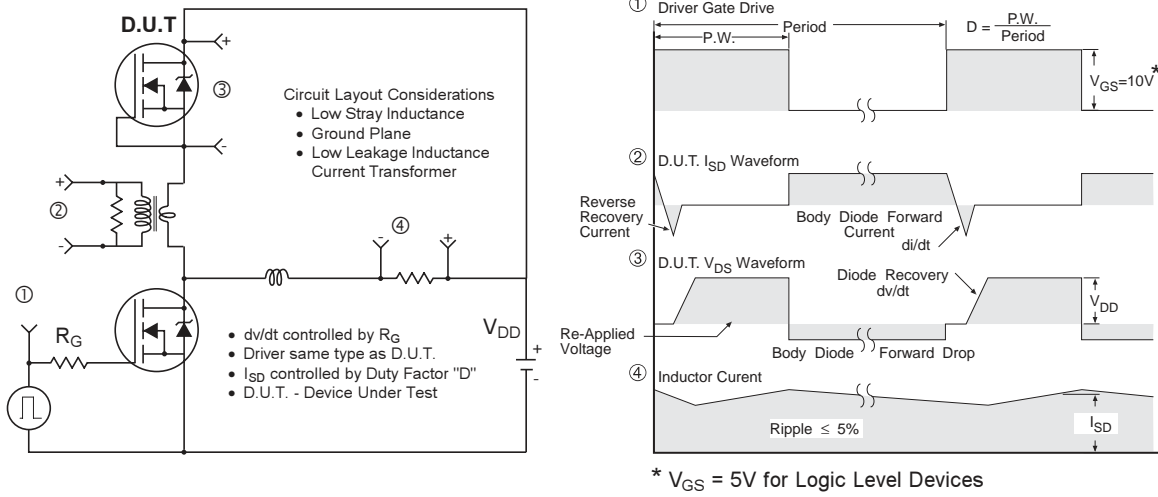 D.U.T
+
③
-
Circuit Layout Considerations
• Low Stray Inductance
• Ground Plane
• Low Leakage Inductance
Current Transformer
+
②
-
④
- +
①
RG
• dv/dt controlled by RG
• Driver same type as D.U.T.
• ISD controlled by Duty Factor "D"
• D.U.T. - Device Under Test
VDD
+
-
① Driver Gate Drive
Period
P.W.
D = P.W.
Period
VGS=10V*
② D.U.T. ISD Waveform
Reverse
Recovery
Current
Body Diode Forward
Current
di/dt
③ D.U.T. VDS Waveform
Diode Recovery
dv/dt
VDD
Re-Applied
Voltage
Body Diode Forward Drop
④ Inductor Curent
Ripple ≤ 5%
ISD
* VGS = 5V for Logic Level Devices